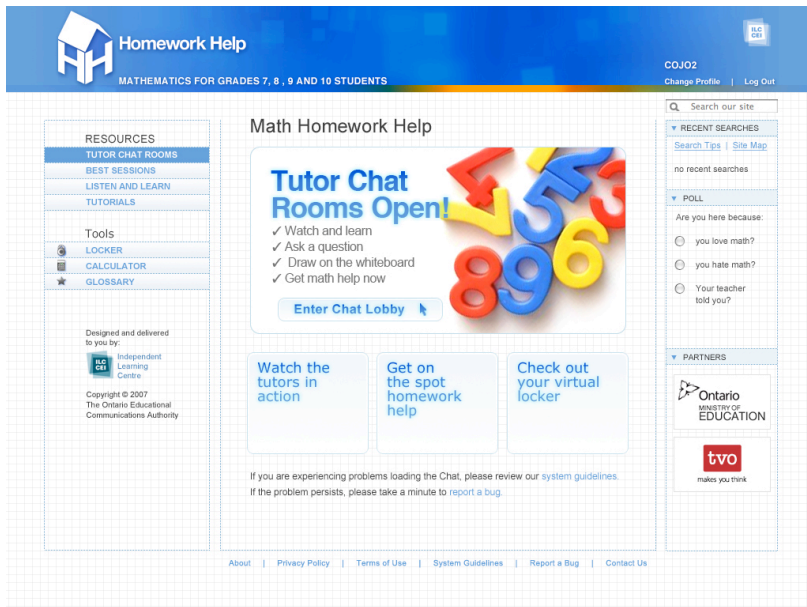 Homework Help
MATHEMATICS FOR GRADES 7, 8 , 9 AND 10 STUDENTS
ILC
CEI
COJO2
Change Profile | Log Out
Search our site
RESOURCES
TUTOR CHAT ROOMS
BEST SESSIONS
LISTEN AND LEARN
TUTORIALS
Tools
LOCKER
CALCULATOR
GLOSSARY
Designed and delivered
to you by:
ILC
CEI
Independent
Learning
Centre
Copyright © 2007
The Ontario Educational
Communications Authority
Math Homework Help
Tutor Chat
Rooms Open!
✓ Watch and learn
✓ Ask a question
✓ Draw on the whiteboard
✓ Get math help now
Enter Chat Lobby
Watch the
tutors in
action
Get on
the spot
homework
help
Check out
your virtual
locker
If you are experiencing problems loading the Chat, please review our system guidelines.
If the problem persists, please take a minute to report a bug.
RECENT SEARCHES
Search Tips | Site Map
no recent searches
POLL
Are you here because:
you love math?
you hate math?
Your teacher
told you?
PARTNERS
Ontario
MINISTRY OF
EDUCATION
tvo
makes you think
About | Privacy Policy | Terms of Use | System Guidelines | Report a Bug | Contact Us